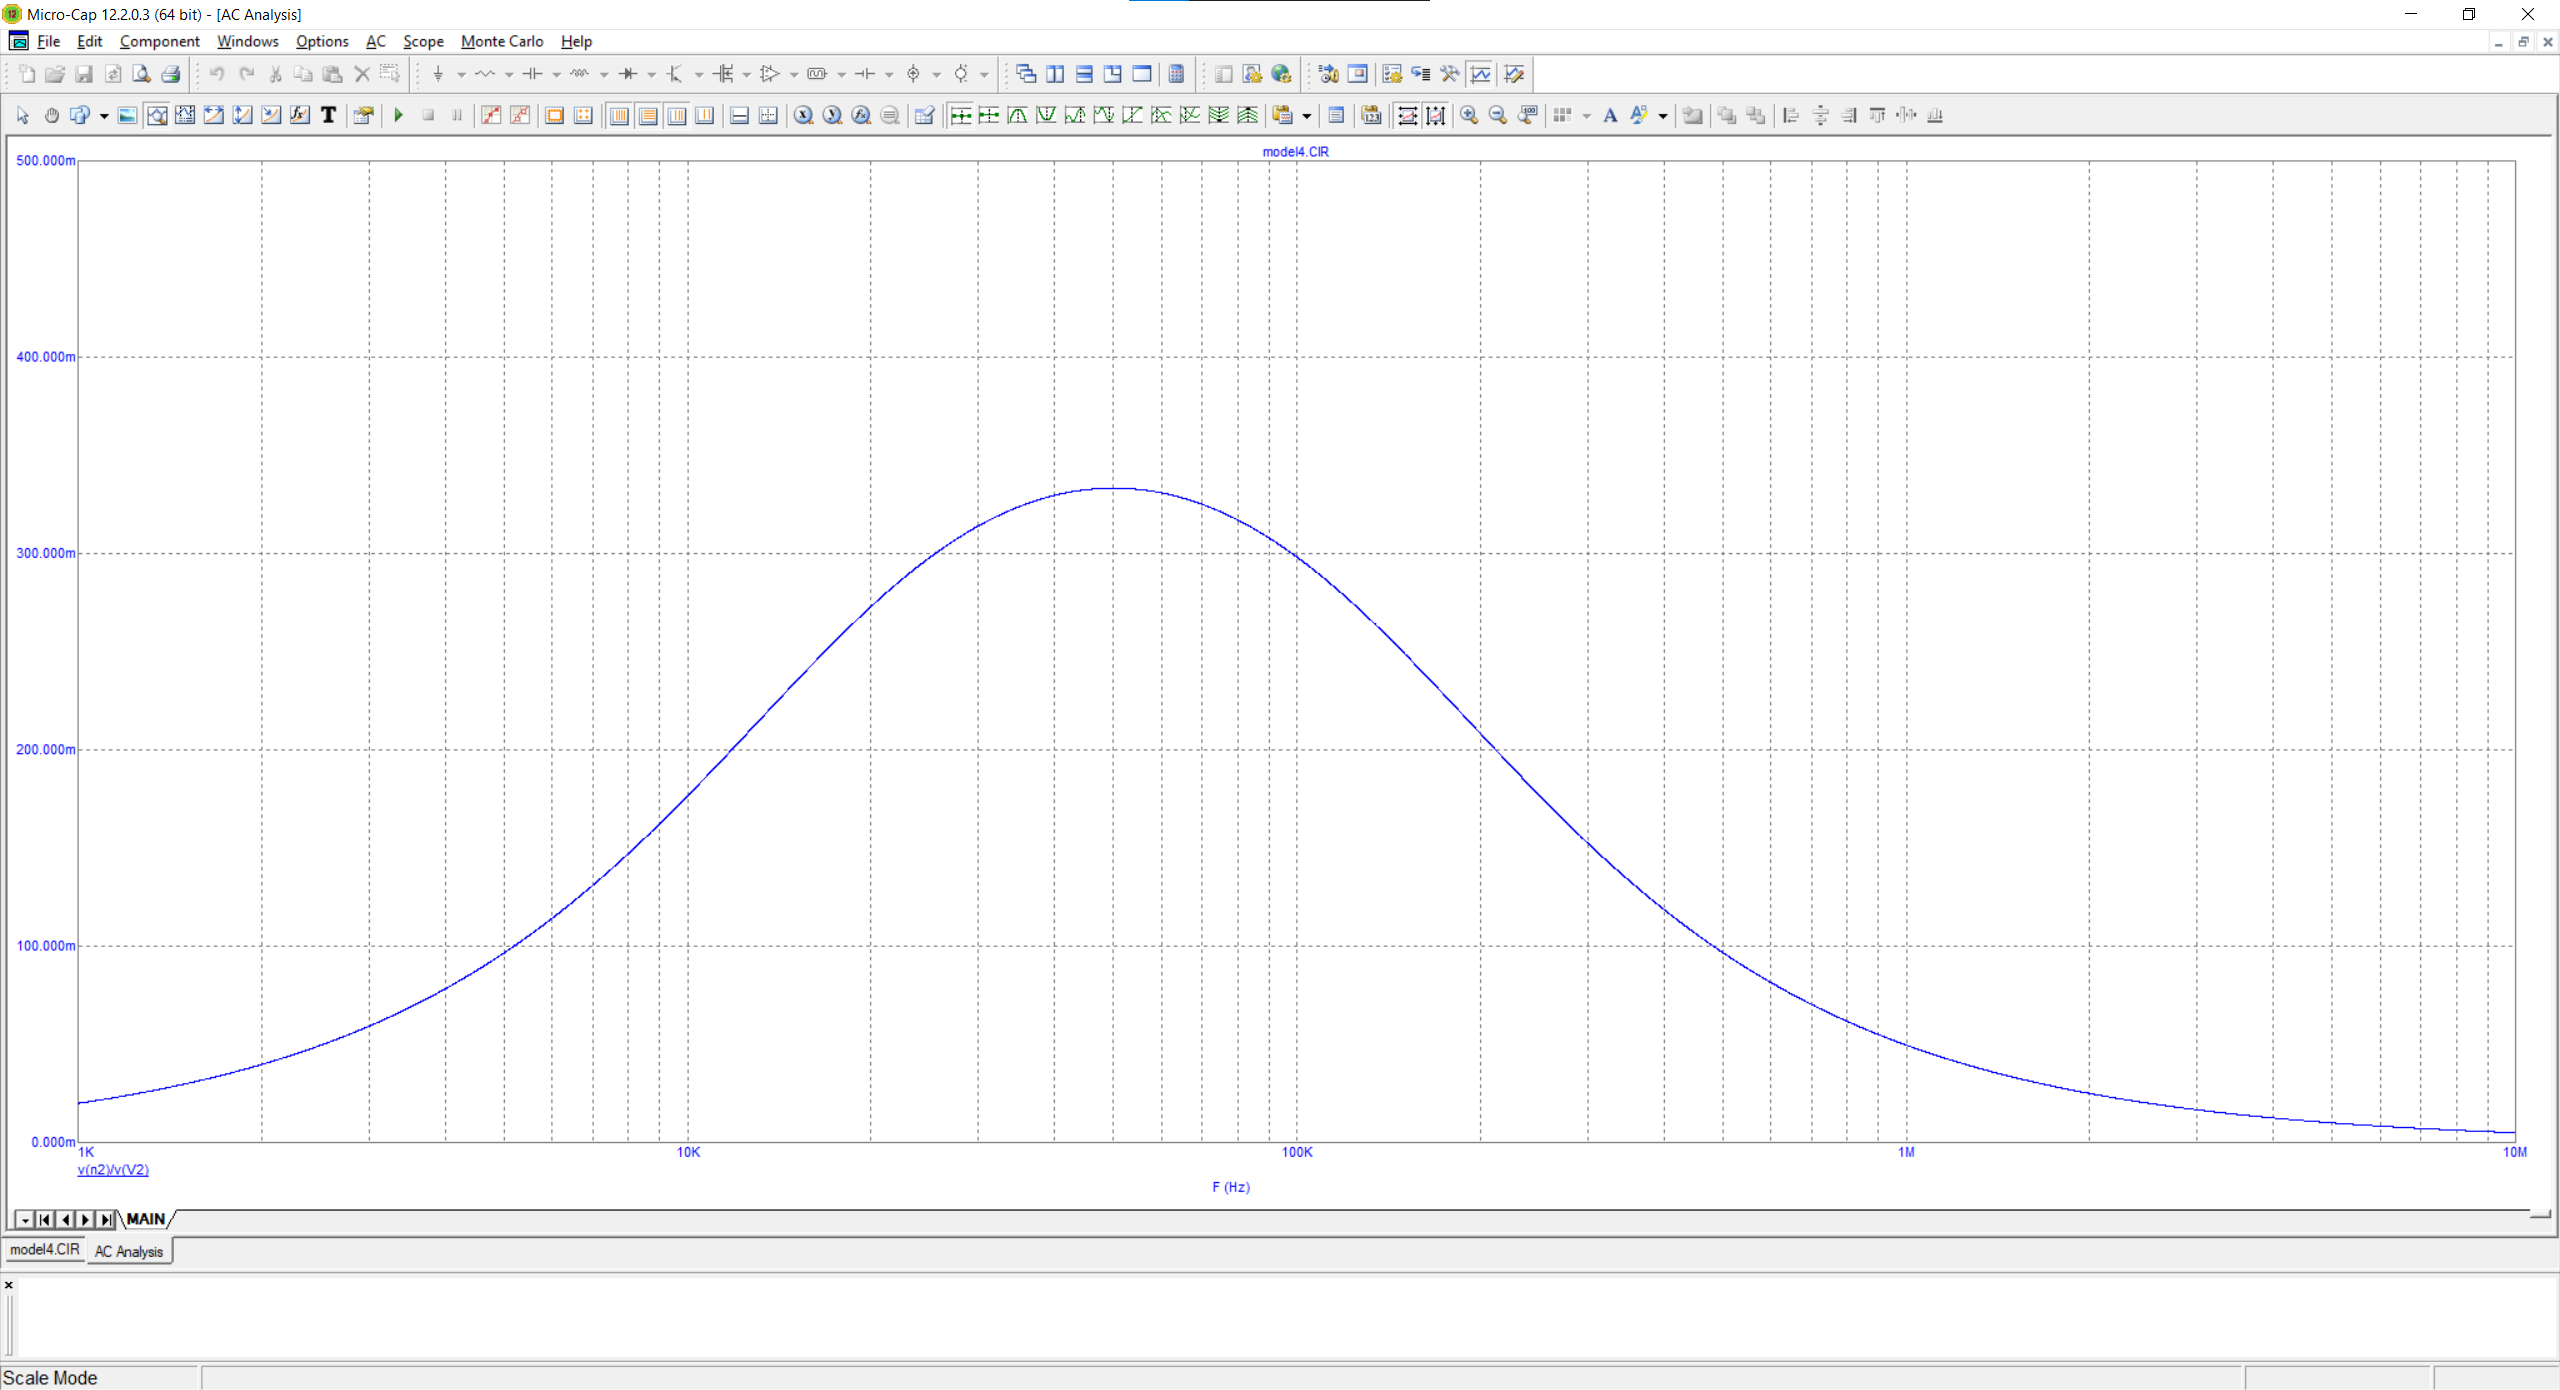 Micro-Cap 12.2.0.3 (64 bit) - [AC Analysis]
File Edit Component Windows Options AC Scope Monte Carlo Help
model4.CIR
500.000m
400.000m
300.000m
200.000m
100.000m
0.000m
1K 10K 100K 1M 10M
v(n2)/v(V2)
F (Hz)
MAIN
model4.CIR AC Analysis
Scale Mode